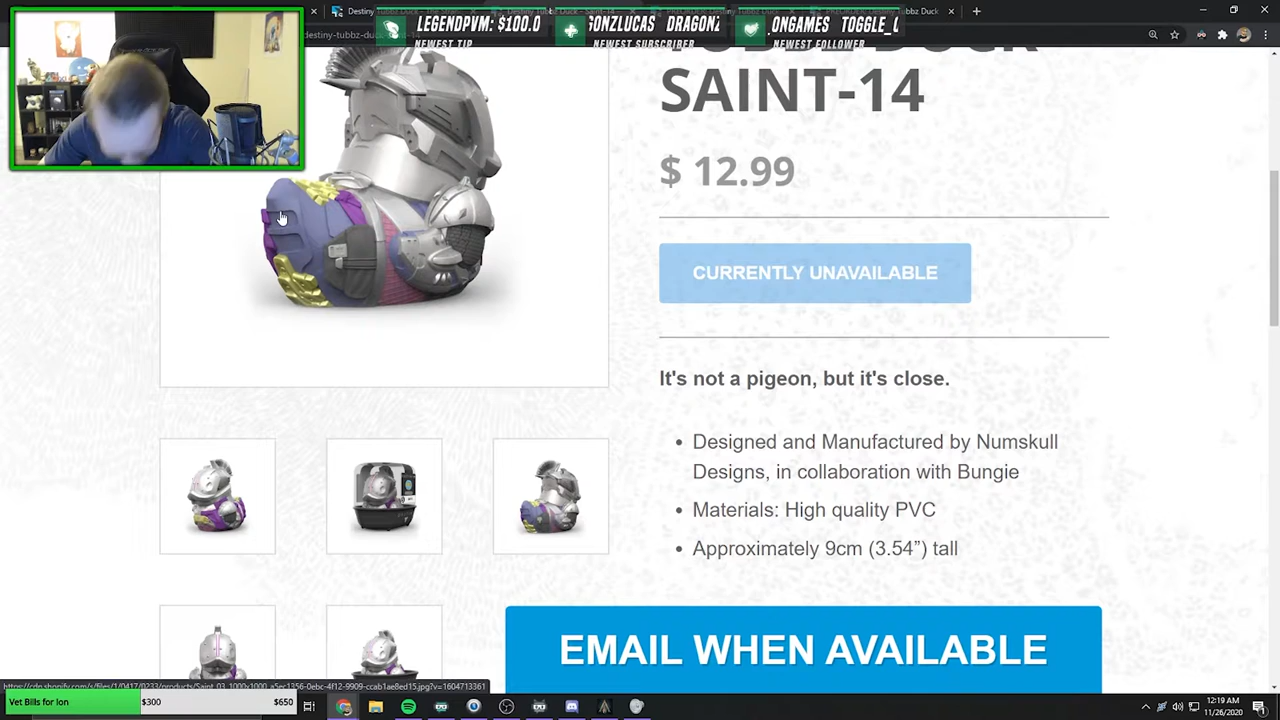 LEGENDPVM: $100.0
NEWEST TIP
GONZLUCAS DRAGONZ
NEWEST SUBSCRIBER
.ONGAMES TOGGLE_
NEWEST FOLLOWER
SAINT-14
$ 12.99
CURRENTLY UNAVAILABLE
It's not a pigeon, but it's close.
• Designed and Manufactured by Numskull
Designs, in collaboration with Bungie
• Materials: High quality PVC
• Approximately 9cm (3.54”) tall
EMAIL WHEN AVAILABLE
Vet Bills for Ion
$300
$650
12:19 AM
11/26/2020